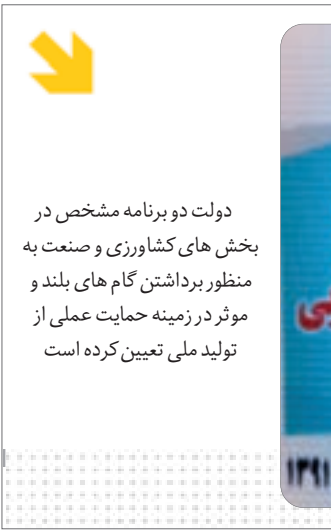 دولت دو برنامه مشخص در
بخش های کشاورزی و صنعت به
منظور برداشتن گام های بلند و
موثر در زمینه حمایت عملی از
تولید ملی تعیین کرده است
۱۳۹۱